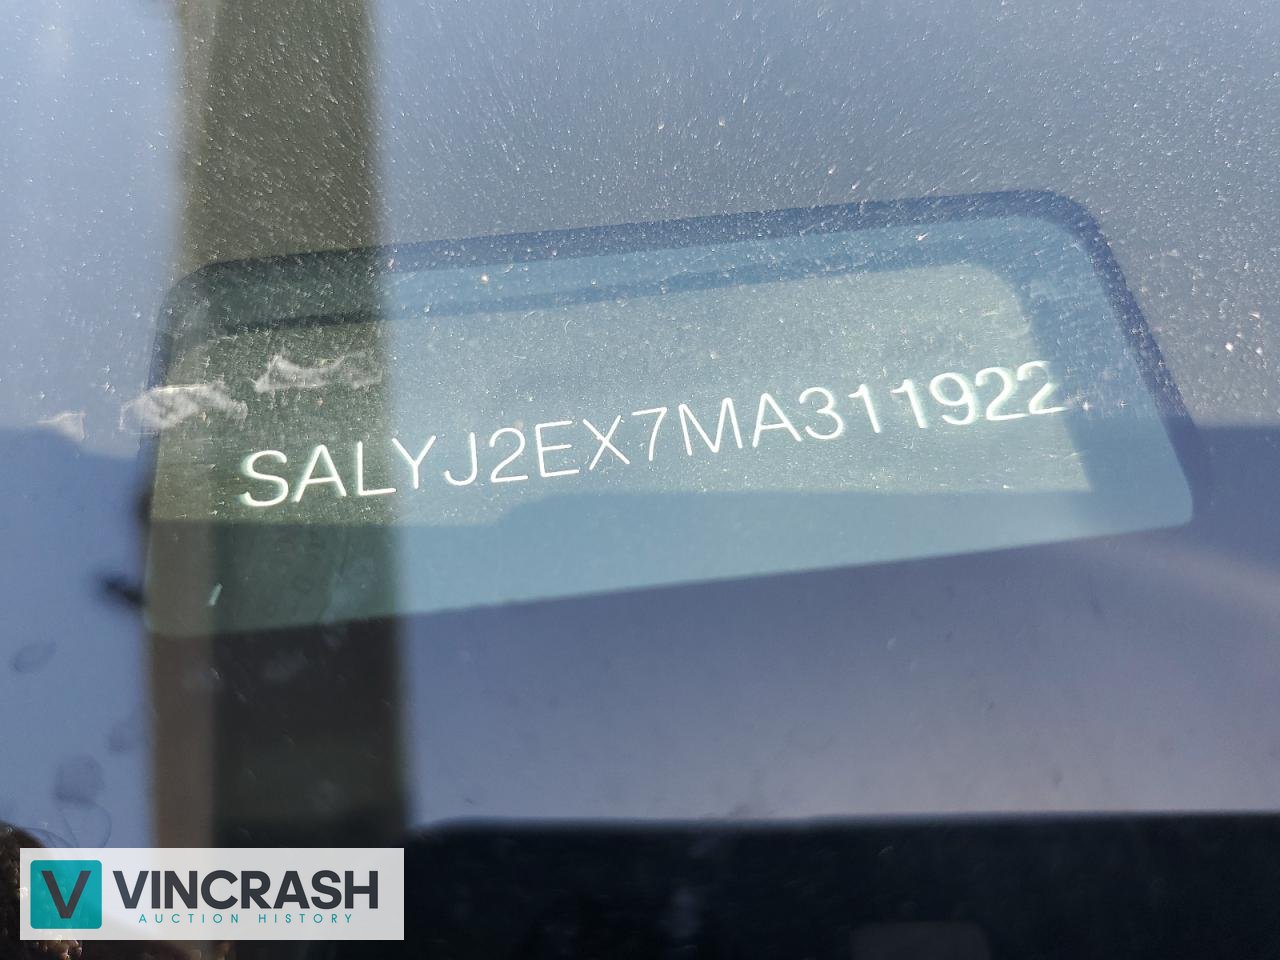 SALYJ2EX7MA311922
V VINCRASH
AUCTION HISTORY